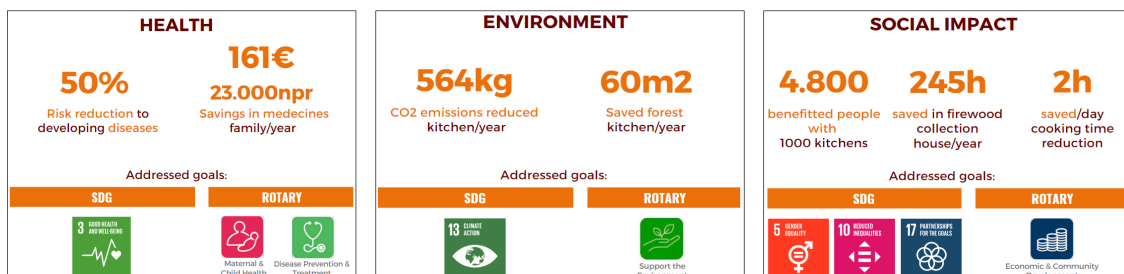 HEALTH
50%
Risk reduction to
developing diseases
161€
23.000npr
Savings in medecines
family/year
Addressed goals:
SDG
ROTARY
3 GOOD HEALTH
AND WELL-BEING
Maternal &
Child Health
Disease Prevention &
Treatment
ENVIRONMENT
564kg
CO2 emissions reduced
kitchen/year
60m2
Saved forest
kitchen/year
Addressed goals:
SDG
ROTARY
13 CLIMATE
ACTION
Support the
SOCIAL IMPACT
4.800
benefitted people
with
1000 kitchens
245h
saved in firewood
collection
house/year
2h
saved/day
cooking time
reduction
Addressed goals:
SDG
ROTARY
5 GENDER
EQUALITY
10 REDUCED
INEQUALITIES
17 PARTNERSHIPS
FOR THE GOALS
Economic & Community